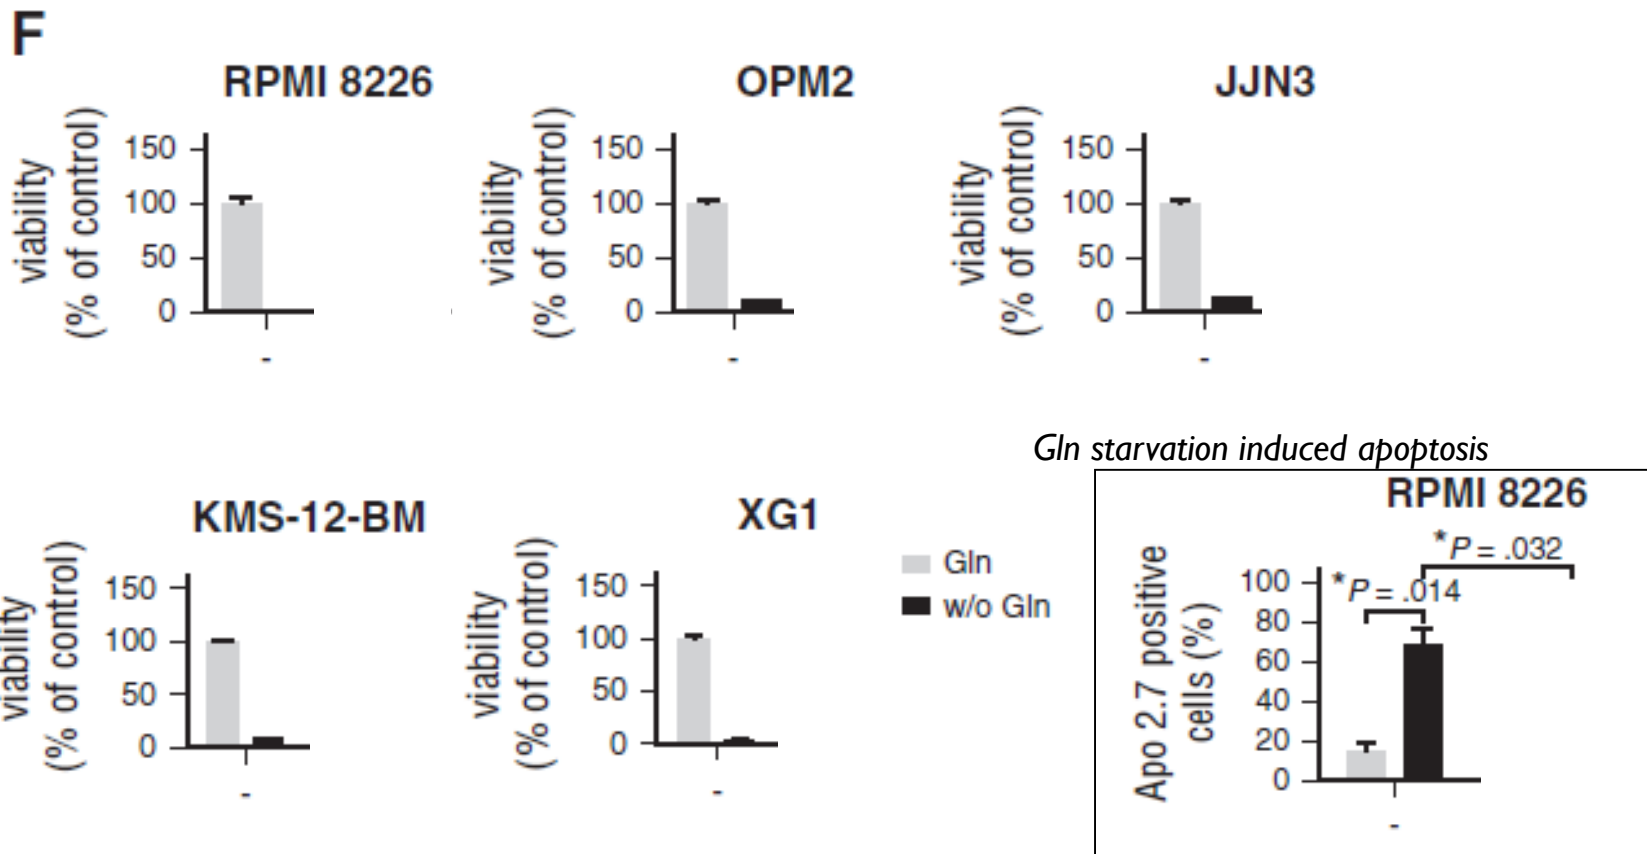 F
RPMI 8226
viability
(% of control)
150
100
50
0
-
OPM2
viability
(% of control)
150
100
50
0
-
JJN3
viability
(% of control)
150
100
50
0
-
KMS-12-BM
viability
(% of control)
150
100
50
0
-
XG1
viability
(% of control)
150
100
50
0
-
Gln
w/o Gln
Gln starvation induced apoptosis
RPMI 8226
Apo 2.7 positive
cells (%)
*P = .032
*P = .014
100
80
60
40
20
0
-